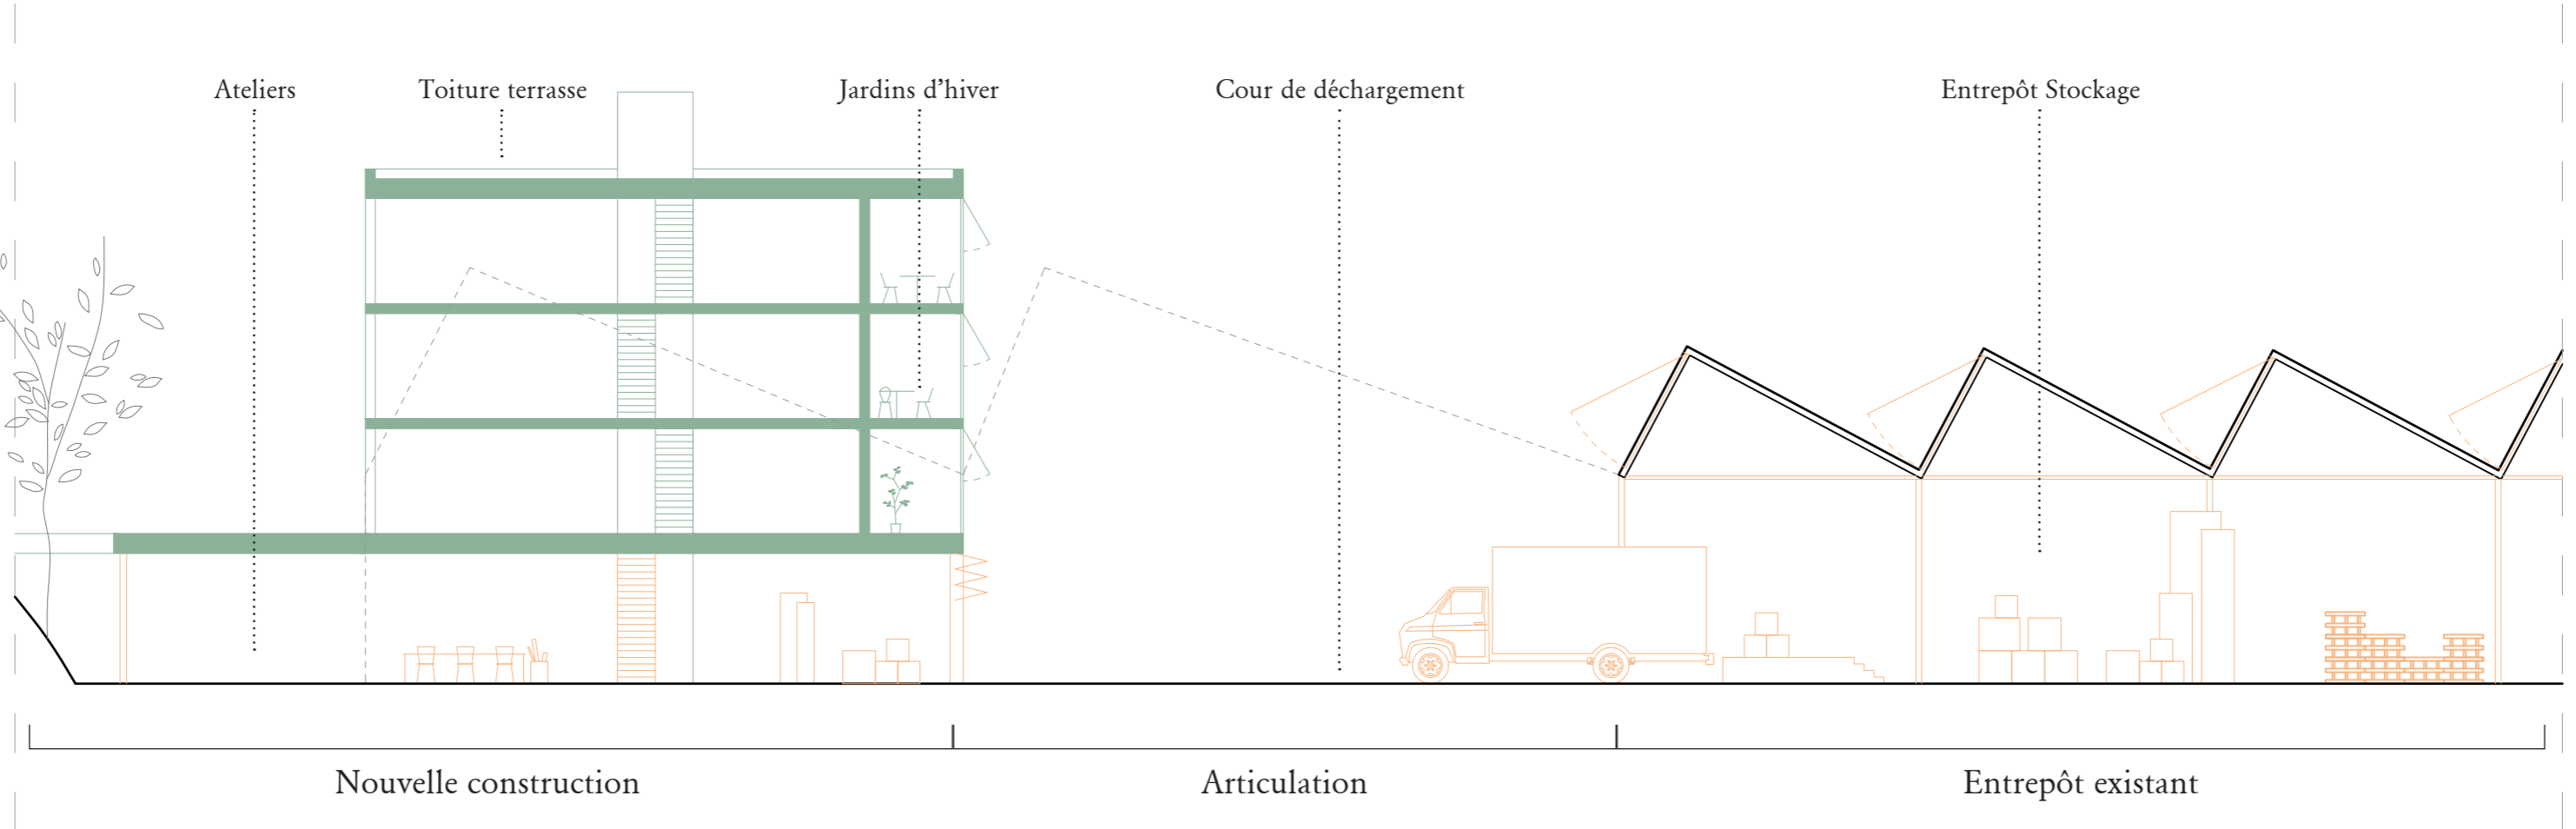 Ateliers
Toiture terrasse
Jardins d’hiver
Cour de déchargement
Entrepôt Stockage
Nouvelle construction
Articulation
Entrepôt existant